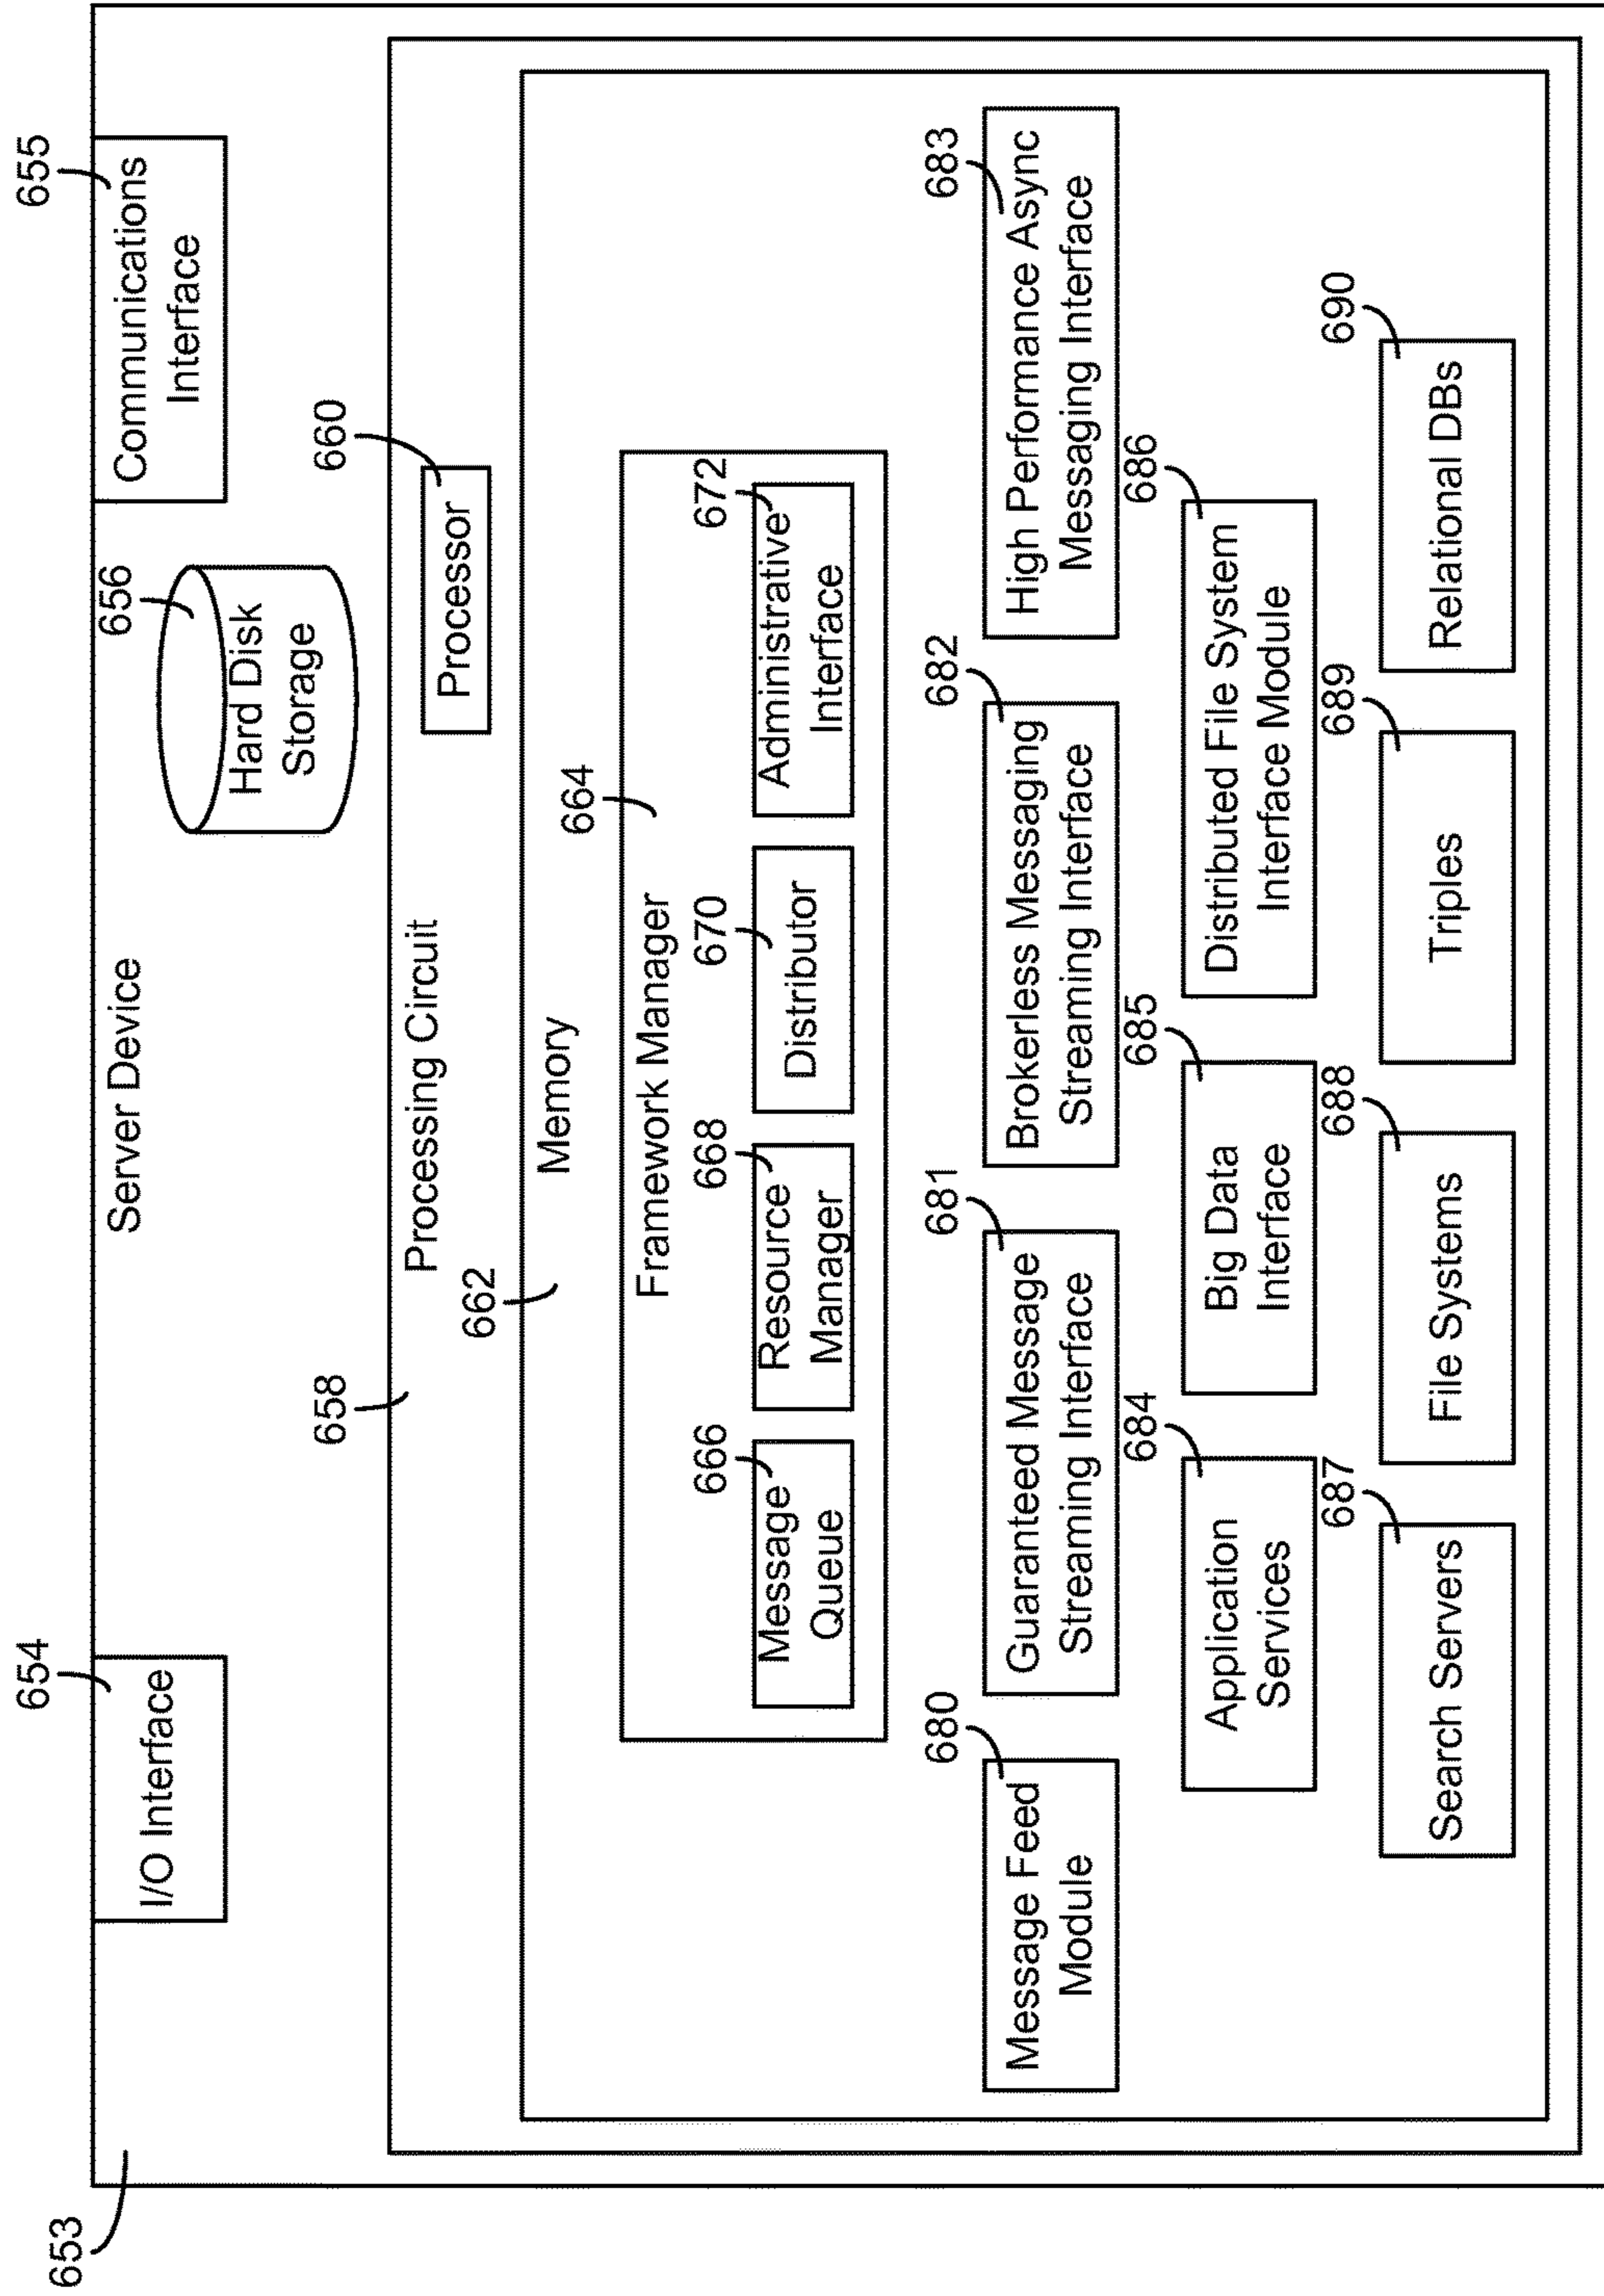 653
Server Device
654
I/O Interface
656
Hard Disk
Storage
655
Communications
Interface
658
Processing Circuit
660
Processor
662
Memory
664
Framework Manager
666
Message
Queue
668
Resource
Manager
670
Distributor
672
Administrative
Interface
680
Message Feed
Module
681
Guaranteed Message
Streaming Interface
682
Brokerless Messaging
Streaming Interface
683
High Performance Async
Messaging Interface
684
Application
Services
685
Big Data
Interface
686
Distributed File System
Interface Module
687
Search Servers
688
File Systems
689
Triples
690
Relational DBs